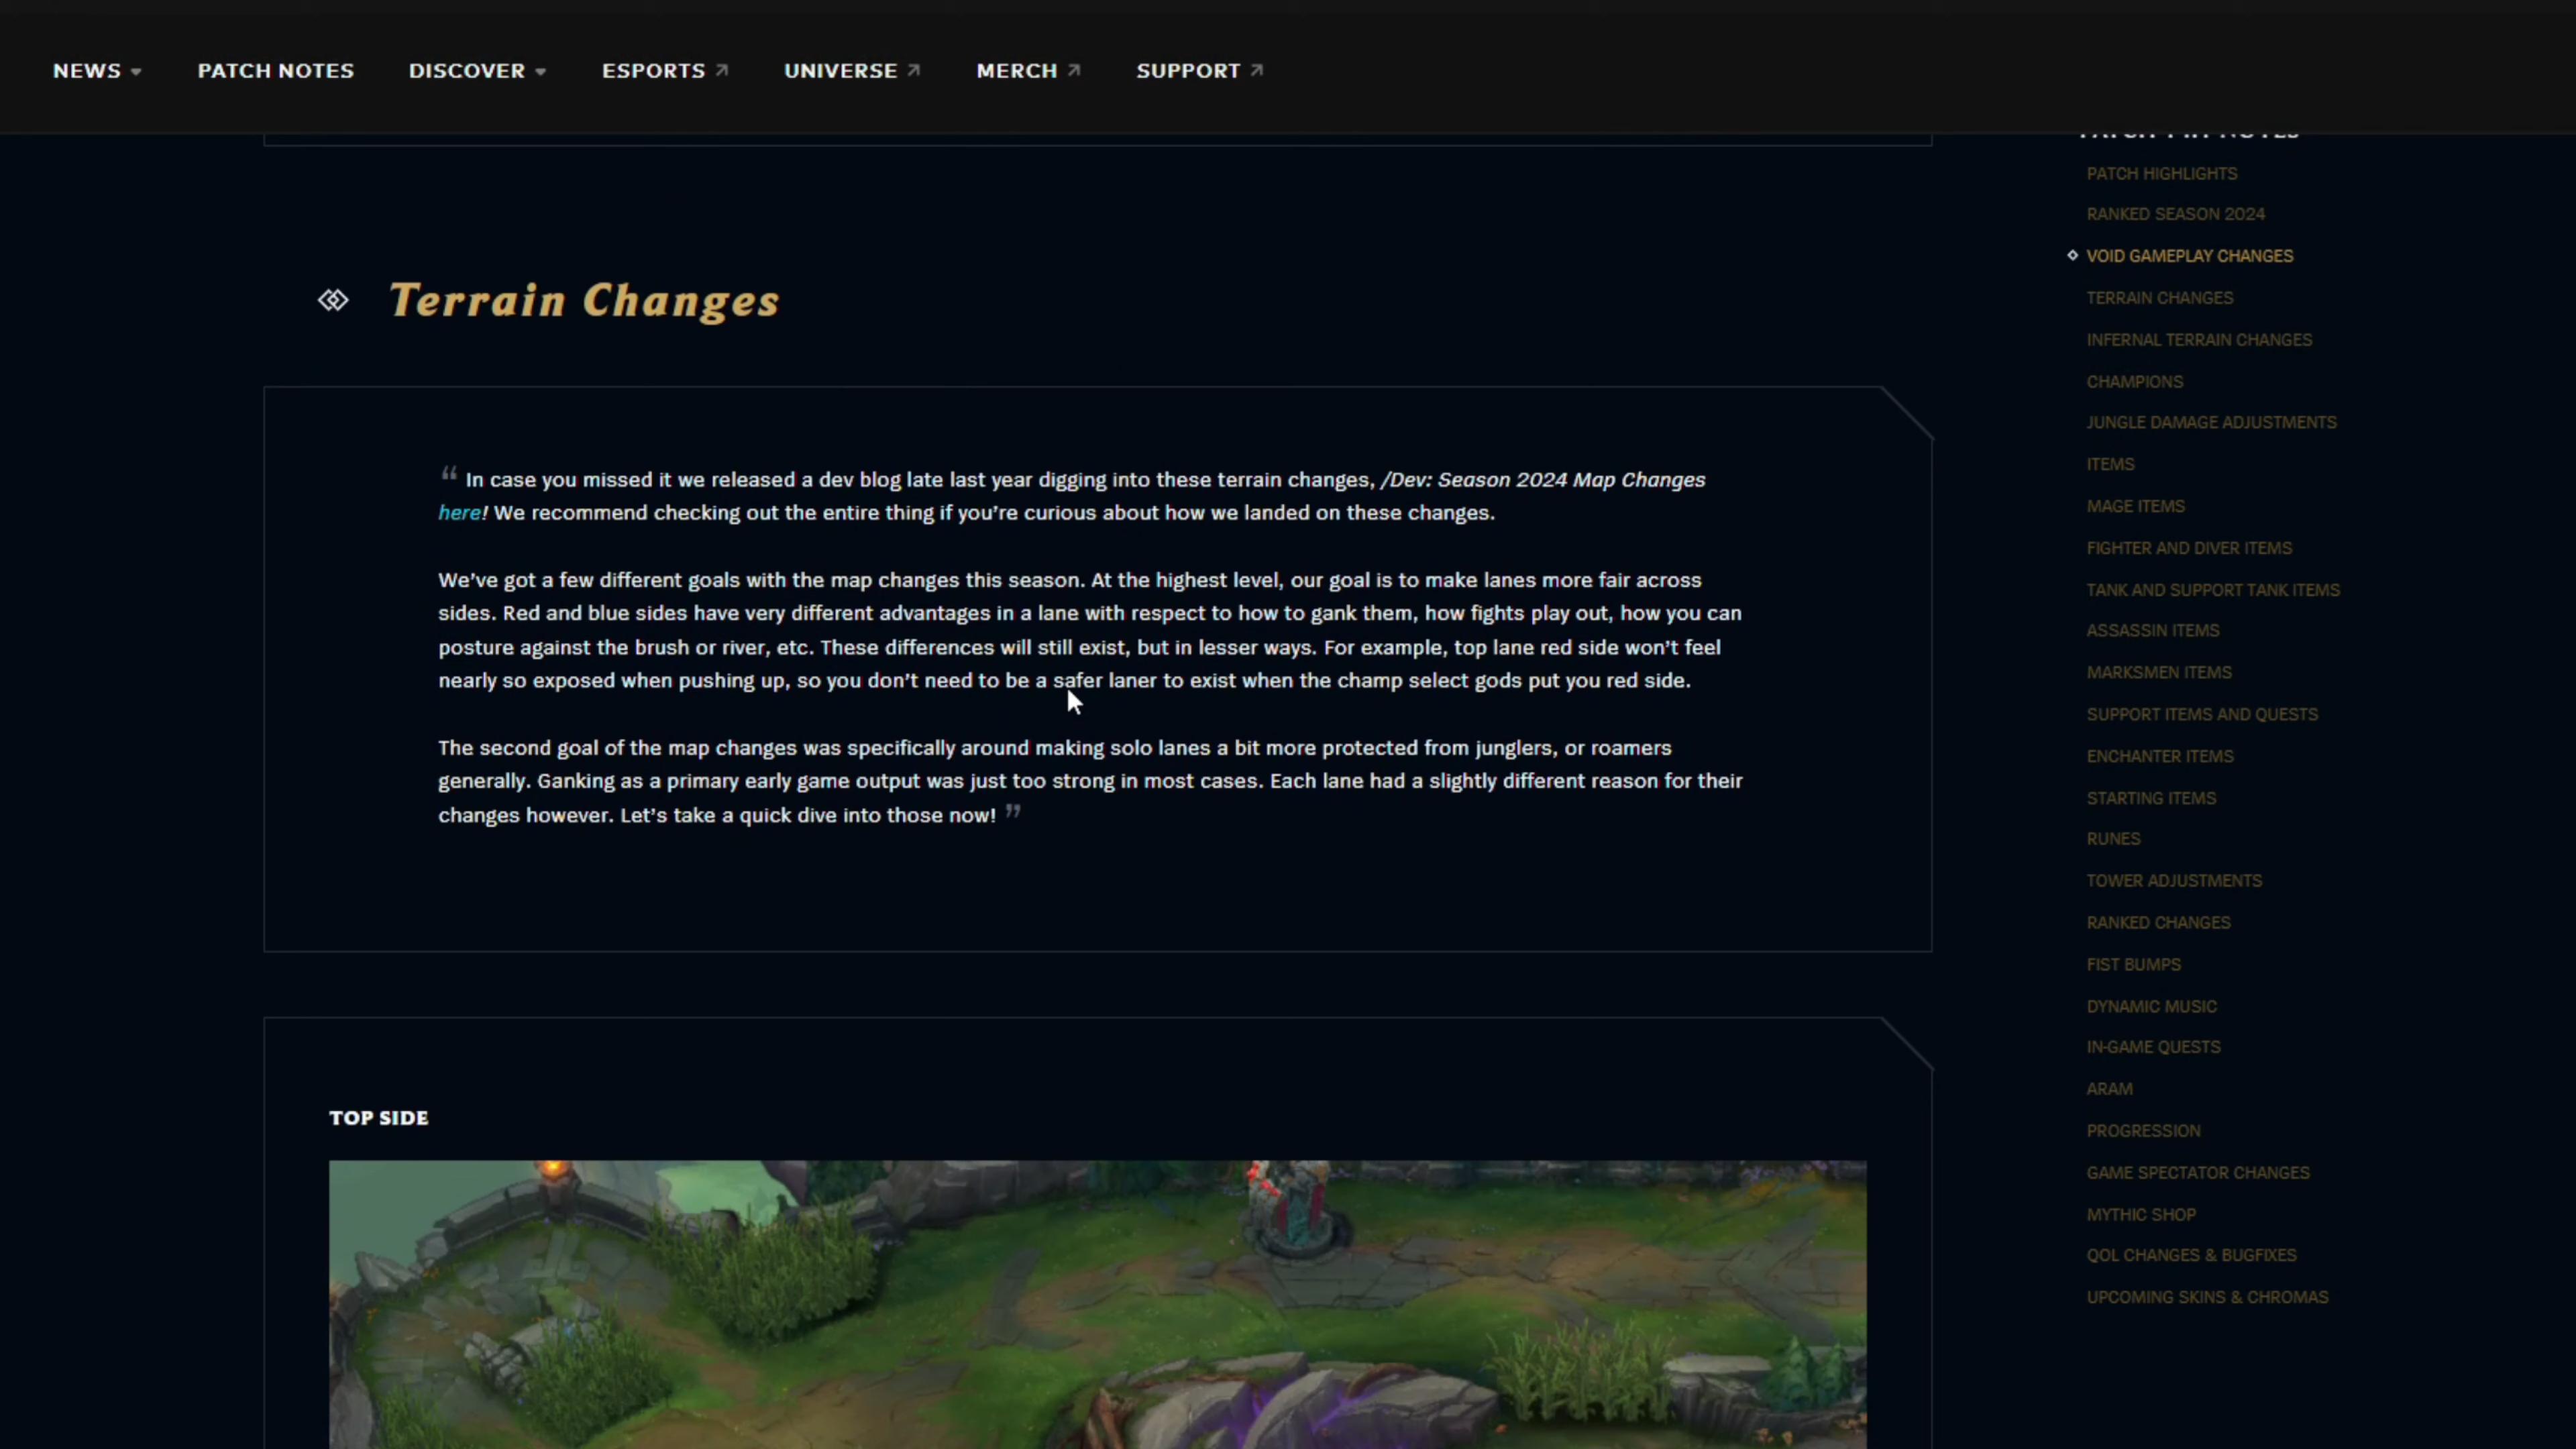 NEWS
PATCH NOTES
DISCOVER
ESPORTS
UNIVERSE
MERCH
SUPPORT
Terrain Changes
“ In case you missed it we released a dev blog late last year digging into these terrain changes, /Dev: Season 2024 Map Changes
here! We recommend checking out the entire thing if you’re curious about how we landed on these changes.
We’ve got a few different goals with the map changes this season. At the highest level, our goal is to make lanes more fair across
sides. Red and blue sides have very different advantages in a lane with respect to how to gank them, how fights play out, how you can
posture against the brush or river, etc. These differences will still exist, but in lesser ways. For example, top lane red side won’t feel
nearly so exposed when pushing up, so you don’t need to be a safer laner to exist when the champ select gods put you red side.
The second goal of the map changes was specifically around making solo lanes a bit more protected from junglers, or roamers
generally. Ganking as a primary early game output was just too strong in most cases. Each lane had a slightly different reason for their
changes however. Let’s take a quick dive into those now! ”
TOP SIDE
PATCH HIGHLIGHTS
RANKED SEASON 2024
VOID GAMEPLAY CHANGES
TERRAIN CHANGES
INFERNAL TERRAIN CHANGES
CHAMPIONS
JUNGLE DAMAGE ADJUSTMENTS
ITEMS
MAGE ITEMS
FIGHTER AND DIVER ITEMS
TANK AND SUPPORT TANK ITEMS
ASSASSIN ITEMS
MARKSMEN ITEMS
SUPPORT ITEMS AND QUESTS
ENCHANTER ITEMS
STARTING ITEMS
RUNES
TOWER ADJUSTMENTS
RANKED CHANGES
FIST BUMPS
DYNAMIC MUSIC
IN-GAME QUESTS
ARAM
PROGRESSION
GAME SPECTATOR CHANGES
MYTHIC SHOP
QOL CHANGES & BUGFIXES
UPCOMING SKINS & CHROMAS